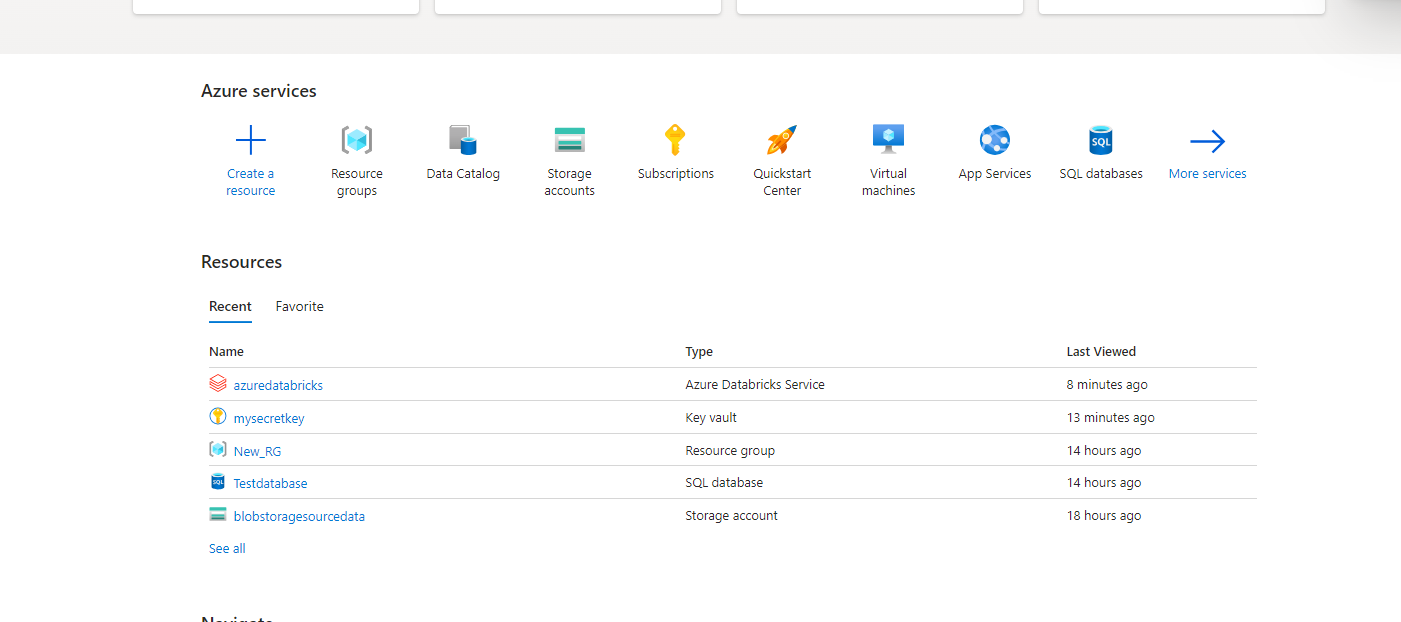 Azure services
Create a
resource
Resource
groups
Data Catalog
Storage
accounts
Subscriptions
Quickstart
Center
Virtual
machines
App Services
SQL
SQL databases
More services
Resources
Recent Favorite
Name Type Last Viewed
azuredatabricks Azure Databricks Service 8 minutes ago
mysecretkey Key vault 13 minutes ago
New_RG Resource group 14 hours ago
SQL Testdatabase SQL database 14 hours ago
blobstoragesourcedata Storage account 18 hours ago
See all
Navigate